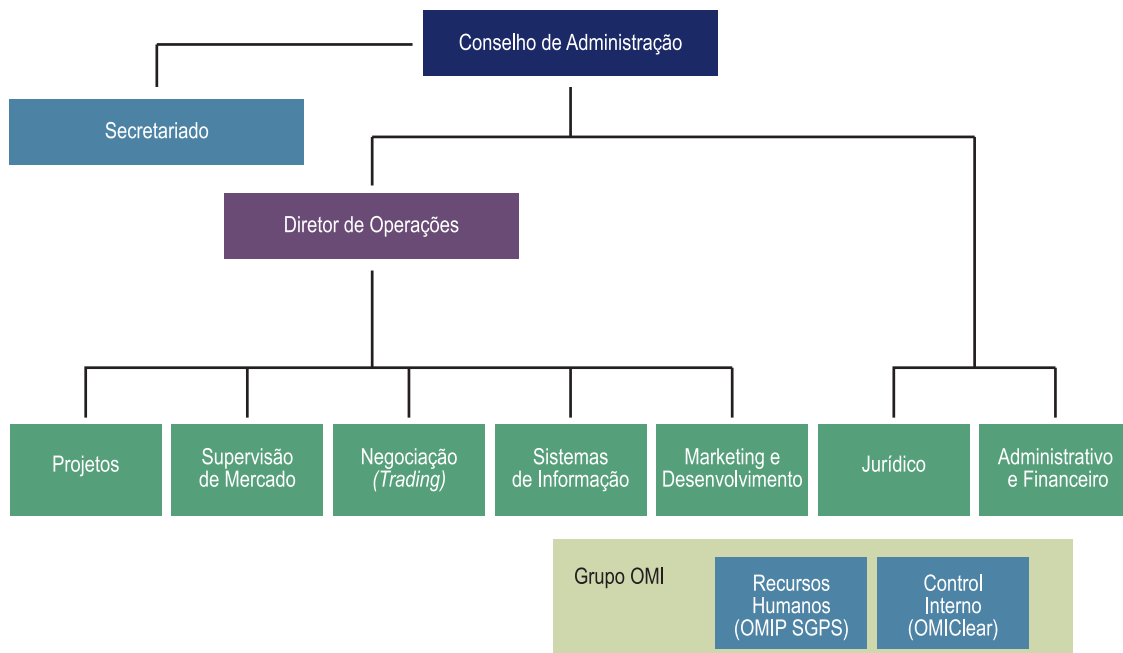 Conselho de Administração
Secretariado
Diretor de Operações
Projetos
Supervisão
de Mercado
Negociação
(Trading)
Sistemas
de Informação
Marketing e
Desenvolvimento
Jurídico
Administrativo
e Financeiro
Grupo OMI
Recursos
Humanos
(OMIP SGPS)
Control
Interno
(OMIClear)